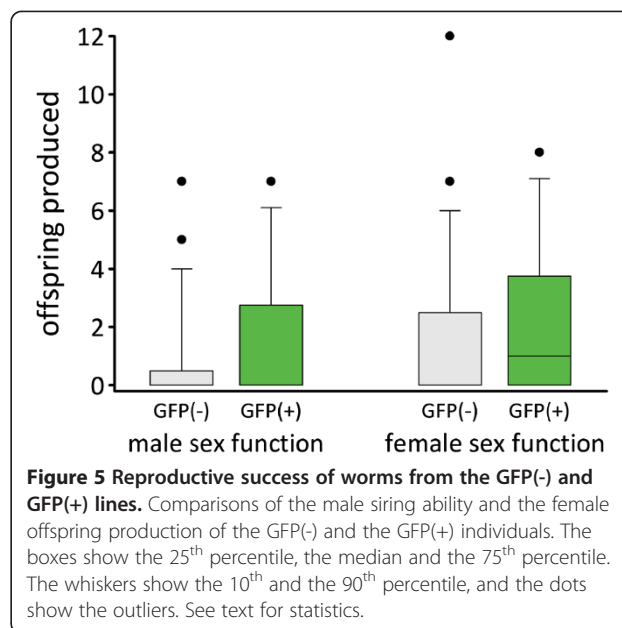 12
10
8
6
4
2
0
offspring produced
GFP(-) GFP(+) GFP(-) GFP(+)
male sex function female sex function
Figure 5 Reproductive success of worms from the GFP(-) and
GFP(+) lines. Comparisons of the male siring ability and the female
offspring production of the GFP(-) and the GFP(+) individuals. The
boxes show the 25th percentile, the median and the 75th percentile.
The whiskers show the 10th and the 90th percentile, and the dots
show the outliers. See text for statistics.